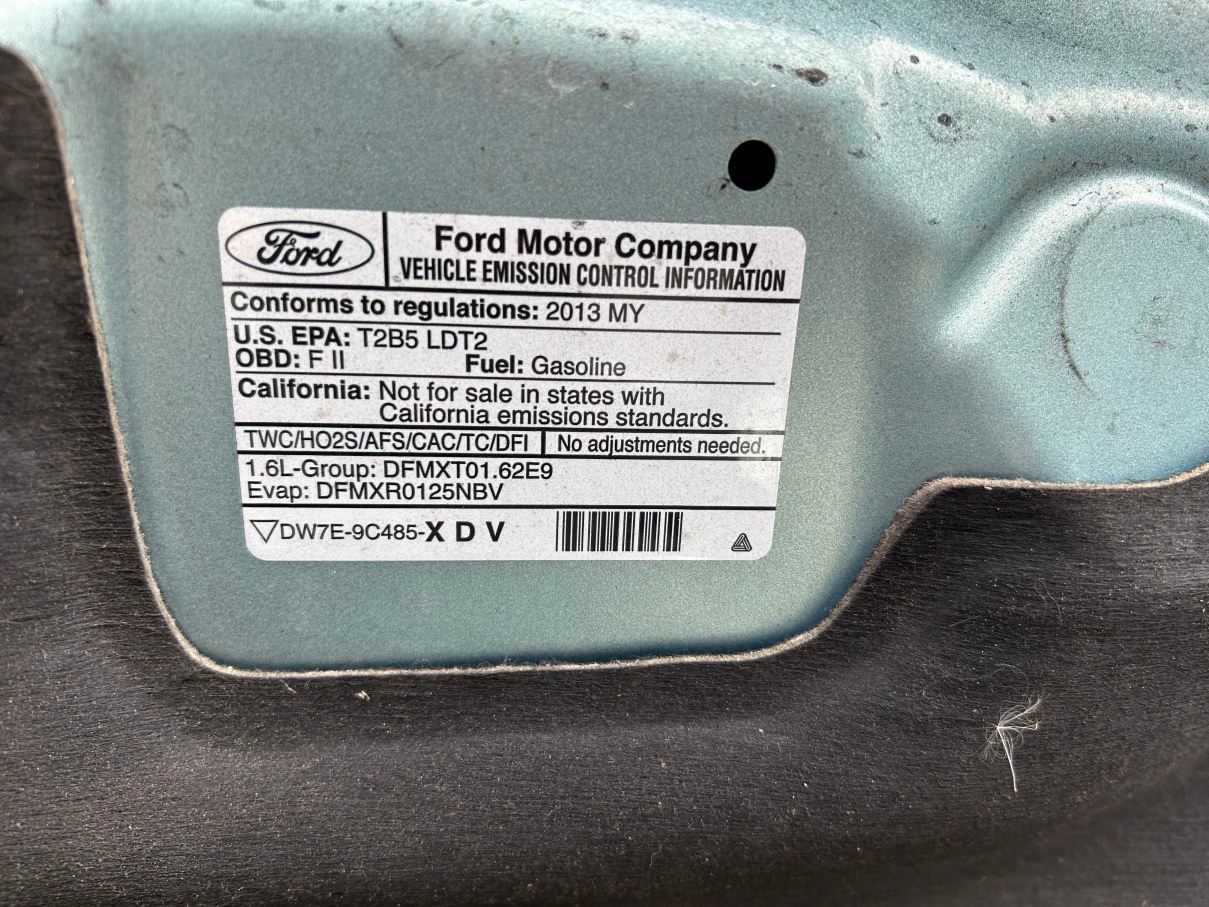 Ford
Ford Motor Company
VEHICLE EMISSION CONTROL INFORMATION
Conforms to regulations: 2013 MY
U.S. EPA: T2B5 LDT2
OBD: F II Fuel: Gasoline
California: Not for sale in states with
California emissions standards.
TWC/HO2S/AFS/CAC/TC/DFI No adjustments needed.
1.6L-Group: DFMXT01.62E9
Evap: DFMXR0125NBV
DW7E-9C485-X D V